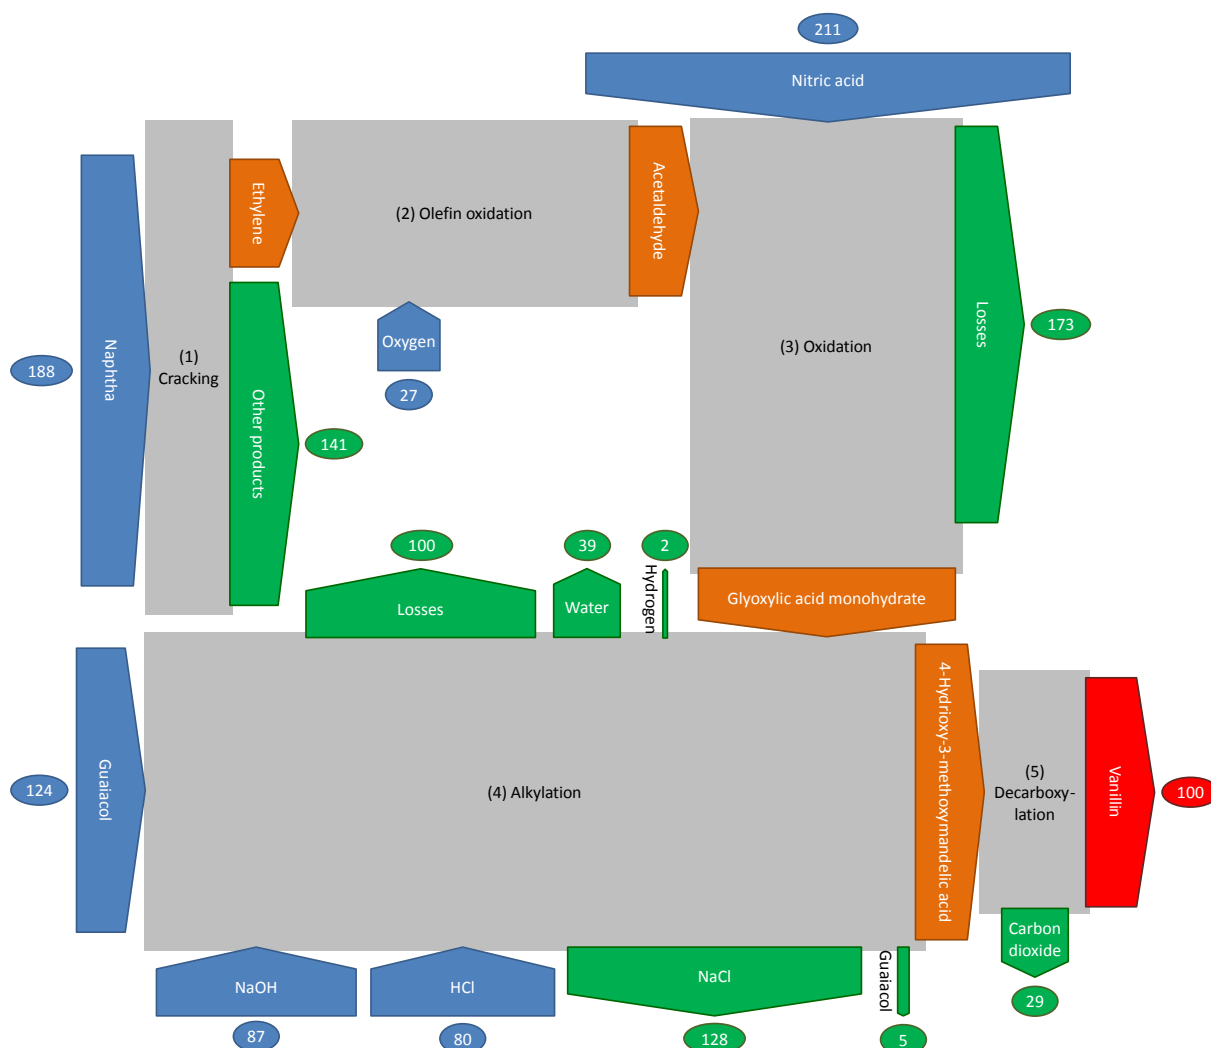 211
Nitric acid
Naphtha
188
(1)
Cracking
Ethylene
Other products
141
(2) Olefin oxidation
Oxygen
27
Acetaldehyde
(3) Oxidation
Losses
173
100
Losses
39
Water
2
Hydrogen
Glyoxylic acid monohydrate
Guaiacol
124
(4) Alkylation
4-Hydrioxy-3-methoxymandelic acid
(5)
Decarboxy-
lation
Vanillin
100
NaOH
87
HCl
80
NaCl
128
Guaiacol
5
Carbon
dioxide
29